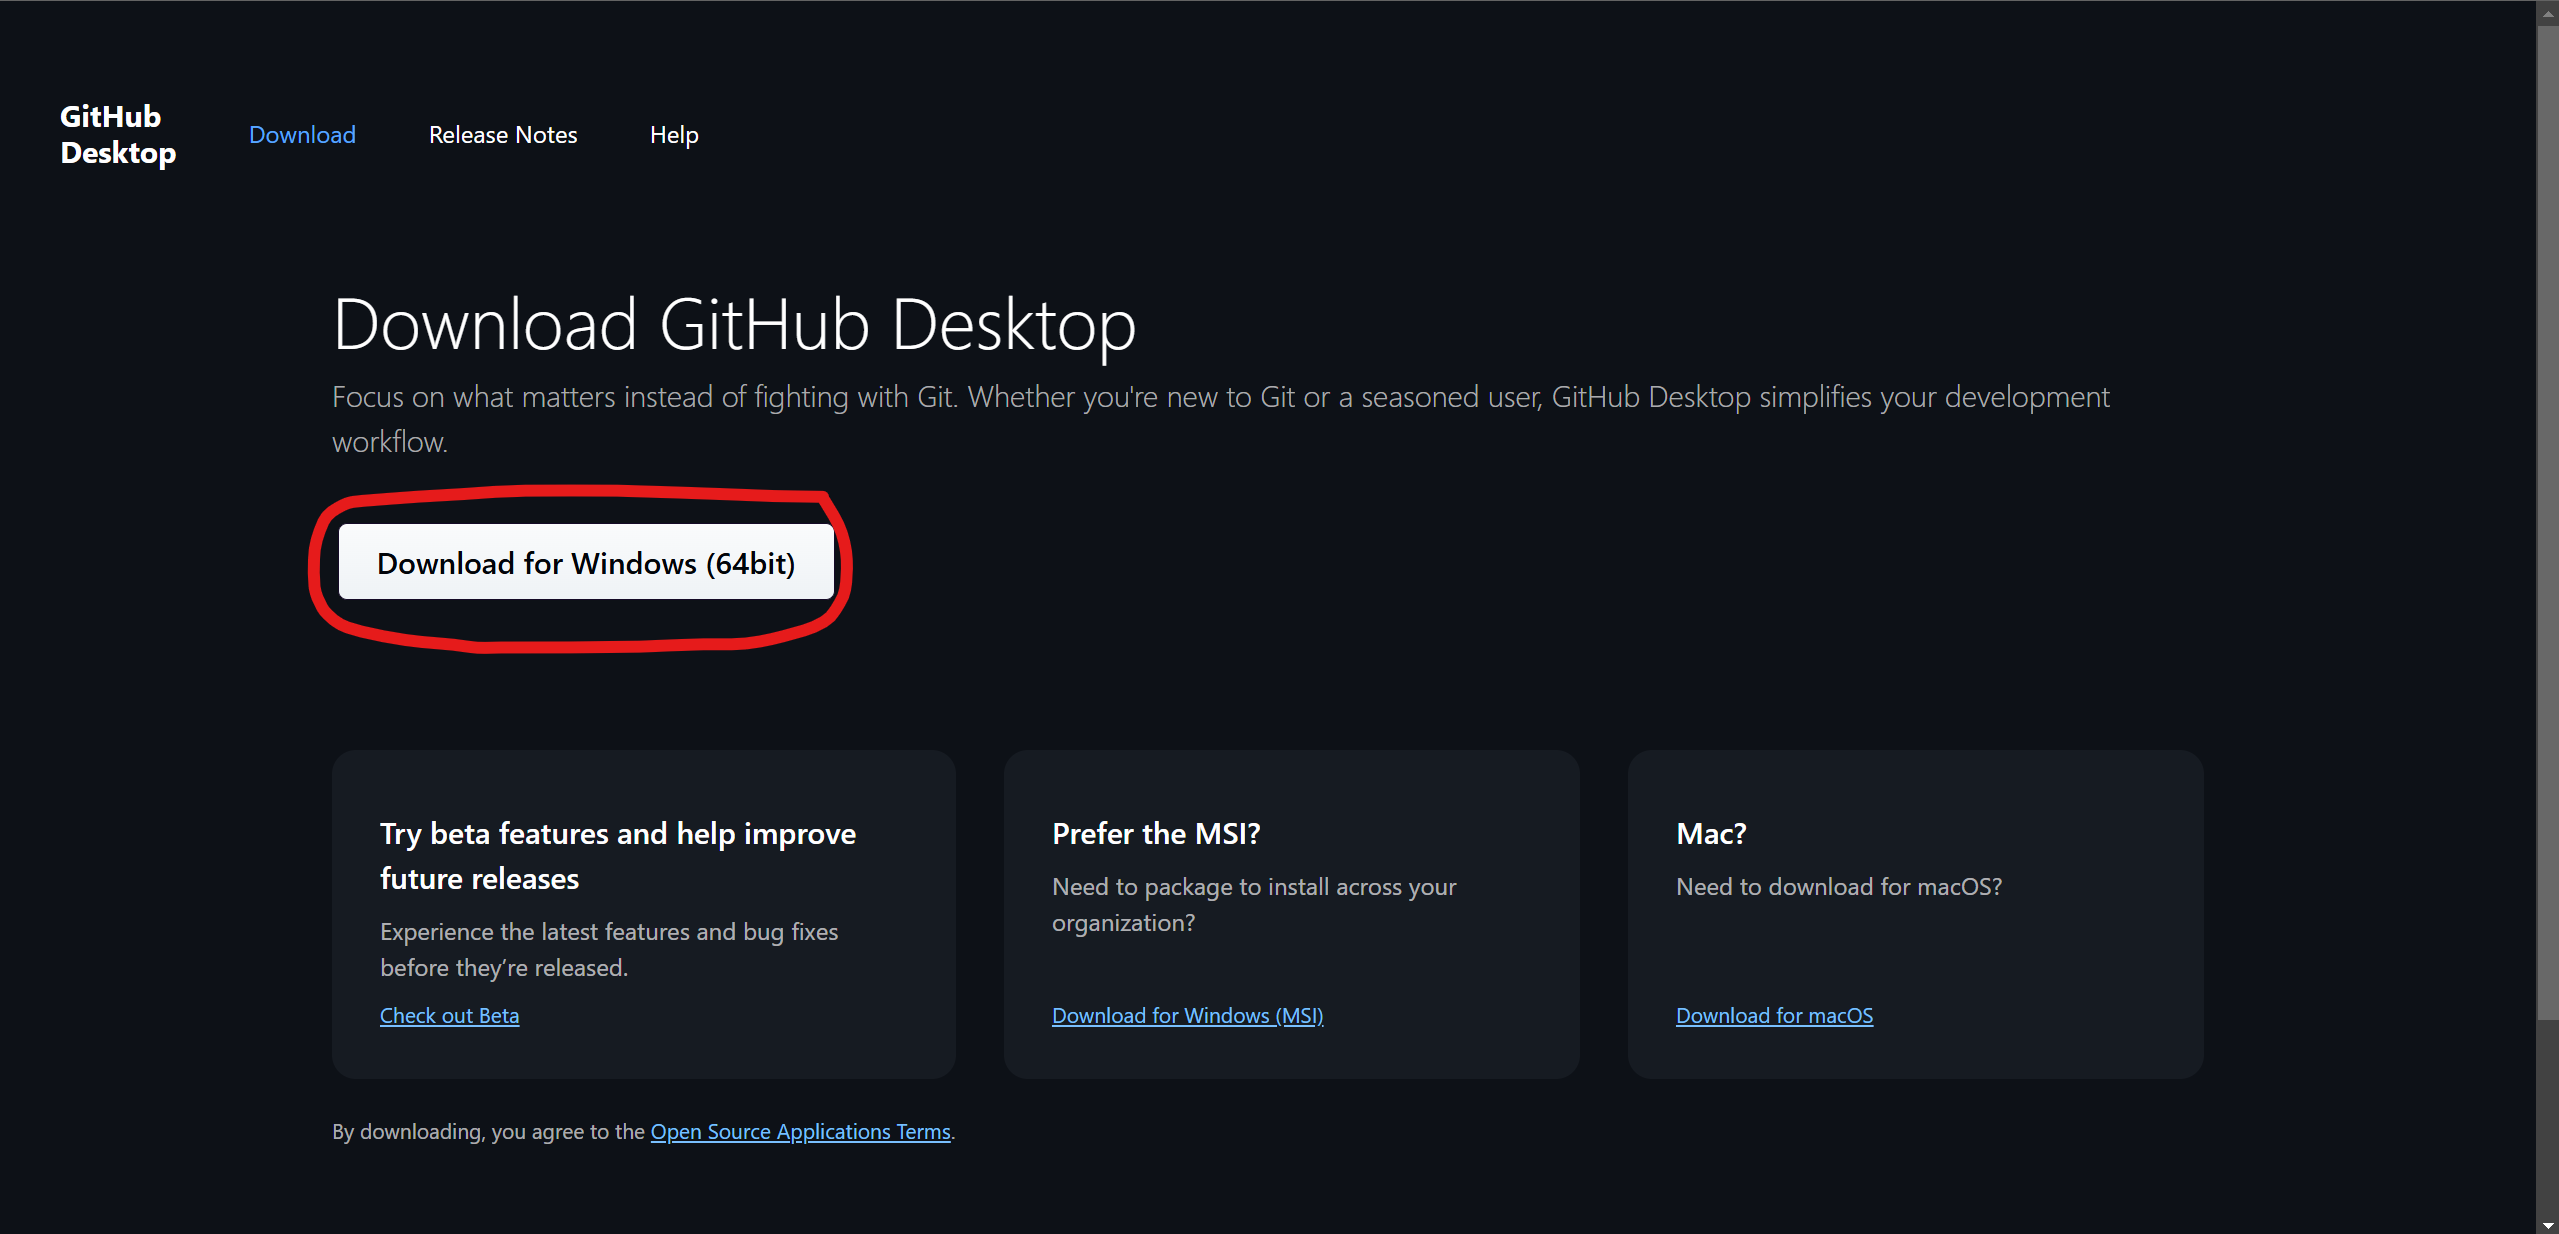 GitHub
Desktop
Download
Release Notes
Help
Download GitHub Desktop
Focus on what matters instead of fighting with Git. Whether you're new to Git or a seasoned user, GitHub Desktop simplifies your development
workflow.
Download for Windows (64bit)
Try beta features and help improve
future releases
Experience the latest features and bug fixes
before they’re released.
Check out Beta
Prefer the MSI?
Need to package to install across your
organization?
Download for Windows (MSI)
Mac?
Need to download for macOS?
Download for macOS
By downloading, you agree to the Open Source Applications Terms.